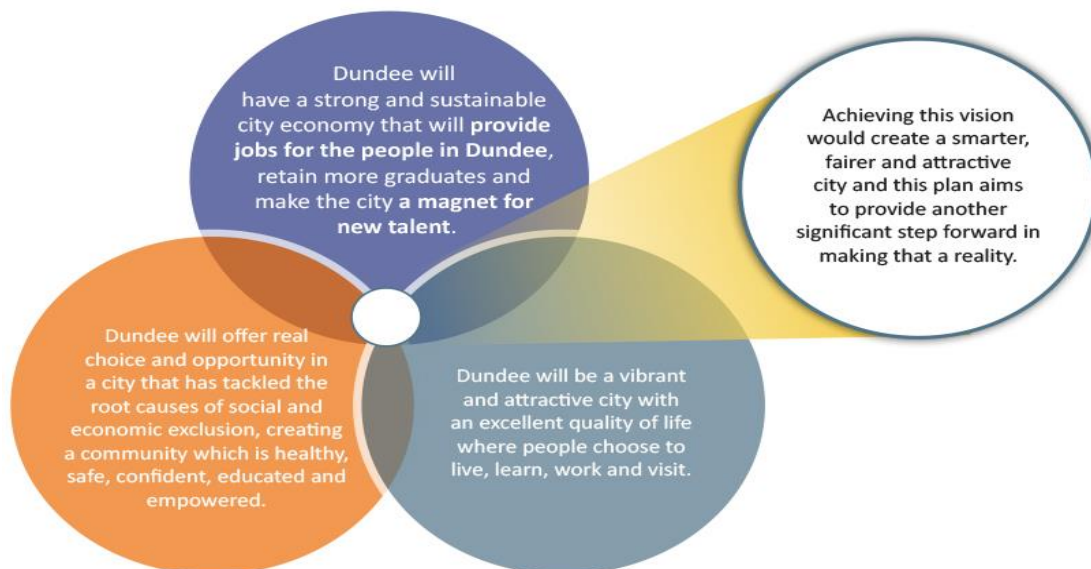 Dundee will
have a strong and sustainable
city economy that will provide
jobs for the people in Dundee,
retain more graduates and
make the city a magnet for
new talent.
Achieving this vision
would create a smarter,
fairer and attractive
city and this plan aims
to provide another
significant step forward in
making that a reality.
Dundee will offer real
choice and opportunity in
a city that has tackled the
root causes of social and
economic exclusion, creating
a community which is healthy,
safe, confident, educated and
empowered.
Dundee will be a vibrant
and attractive city with
an excellent quality of life
where people choose to
live, learn, work and visit.